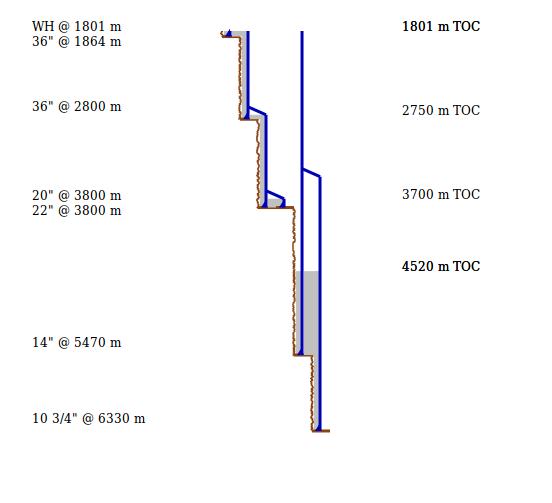 WH @ 1801 m
36" @ 1864 m
36" @ 2800 m
20" @ 3800 m
22" @ 3800 m
14" @ 5470 m
10 3/4" @ 6330 m
1801 m TOC
2750 m TOC
3700 m TOC
4520 m TOC